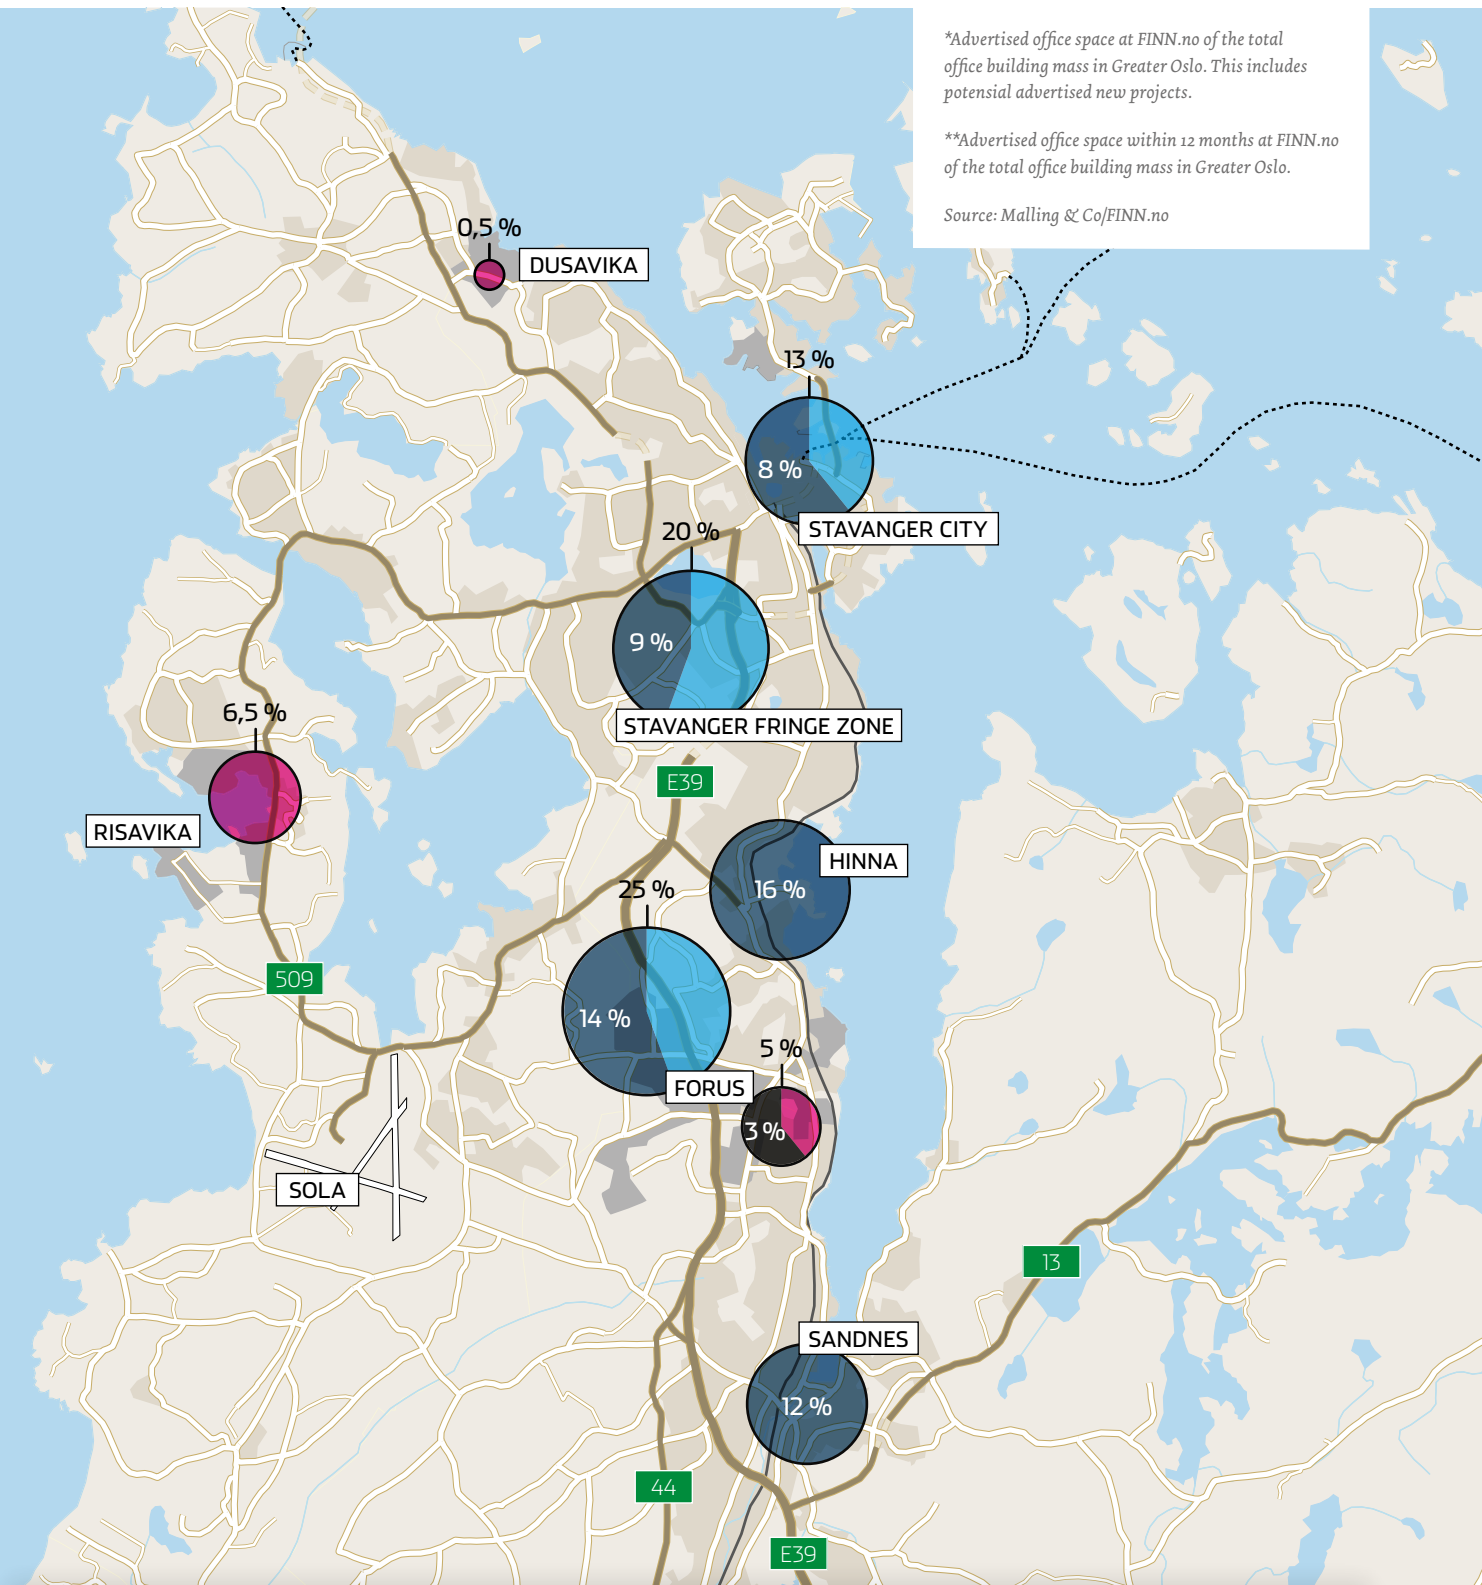 *Advertised office space at FINN.no of the total
office building mass in Greater Oslo. This includes
potensial advertised new projects.
**Advertised office space within 12 months at FINN.no
of the total office building mass in Greater Oslo.
Source: Malling & Co/FINN.no
0,5 %
DUSAVIKA
13 %
8 %
STAVANGER CITY
20 %
9 %
STAVANGER FRINGE ZONE
6,5 %
E39
RISAVIKA
HINNA
16 %
25 %
509
14 %
5 %
FORUS
3 %
SOLA
13
SANDNES
12 %
44
E39